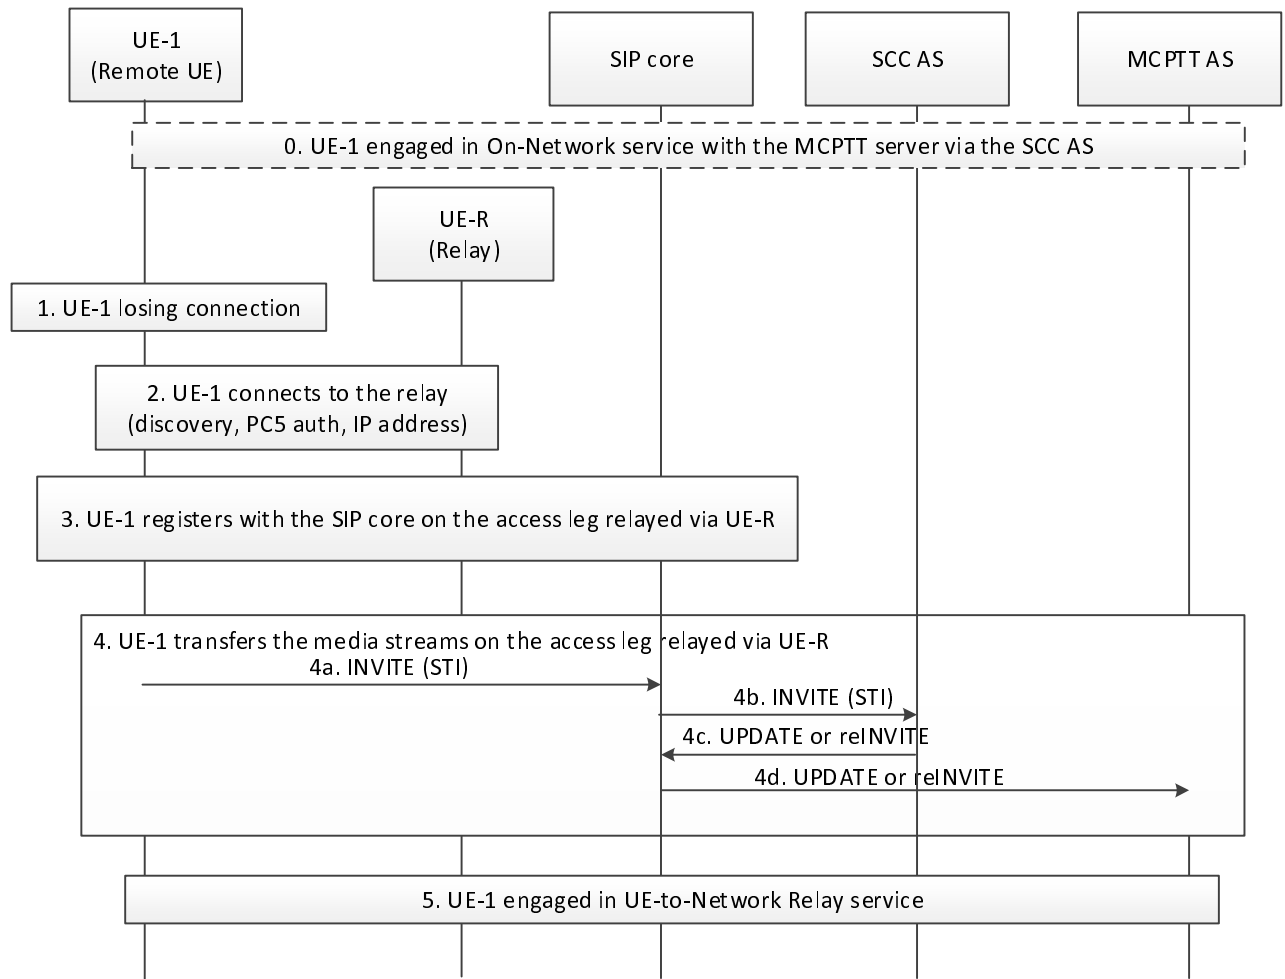 UE-1
(Remote UE)
SIP core
SCC AS
MCPTT AS
0. UE-1 engaged in On-Network service with the MCPTT server via the SCC AS
UE-R
(Relay)
1. UE-1 losing connection
2. UE-1 connects to the relay
(discovery, PC5 auth, IP address)
3. UE-1 registers with the SIP core on the access leg relayed via UE-R
4. UE-1 transfers the media streams on the access leg relayed via UE-R
4a. INVITE (STI)
4b. INVITE (STI)
4c. UPDATE or reINVITE
4d. UPDATE or reINVITE
5. UE-1 engaged in UE-to-Network Relay service